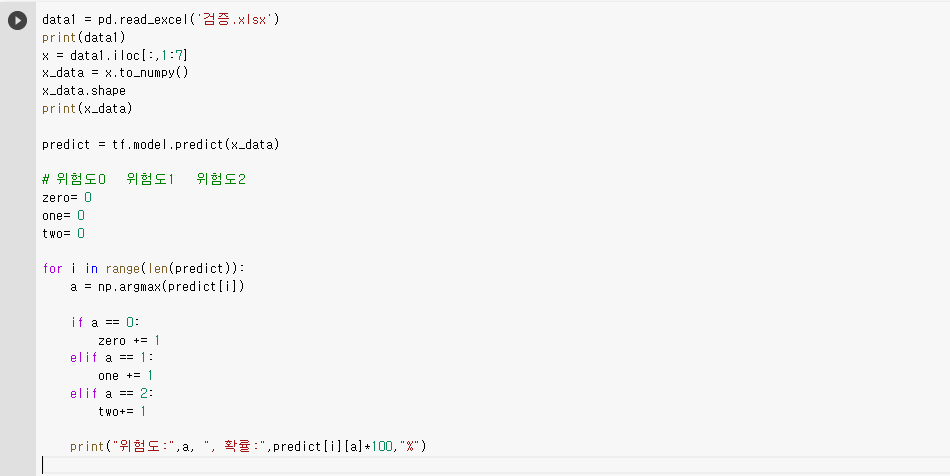 data1 = pd.read_excel('검증.xlsx')
print(data1)
x = data1.iloc[:,1:7]
x_data = x.to_numpy()
x_data.shape
print(x_data)
predict = tf.model.predict(x_data)
# 위험도0 위험도1 위험도2
zero= 0
one= 0
two= 0
for i in range(len(predict)):
a = np.argmax(predict[i])
if a == 0:
zero += 1
elif a == 1:
one += 1
elif a == 2:
two+= 1
print("위험도:",a, ", 확률:",predict[i][a]*100,"%")